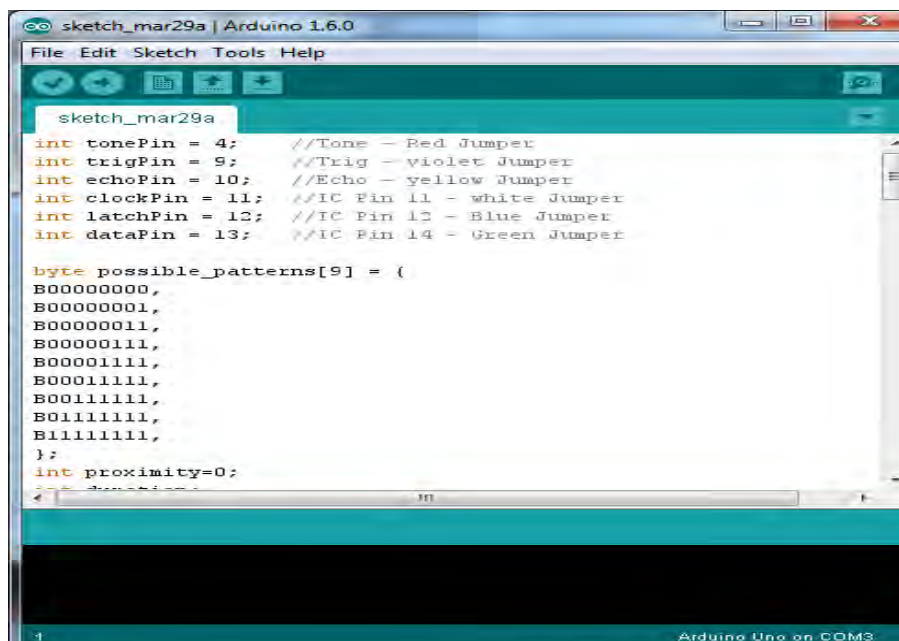 sketch_mar29a | Arduino 1.6.0
File Edit Sketch Tools Help
sketch_mar29a
int tonePin = 4; //Tone - Red Jumper
int trigPin = 9; //Trig - violet Jumper
int echoPin = 10; //Echo - yellow Jumper
int clockPin = 11; //IC Pin 11 - white Jumper
int latchPin = 12; //IC Pin 12 - Blue Jumper
int dataPin = 13; //IC Pin 14 - Green Jumper
byte possible_patterns[9] = {
B00000000,
B00000001,
B00000011,
B00000111,
B00001111,
B00011111,
B00111111,
B01111111,
B11111111,
};
int proximity=0;
1 Arduino Uno on COM3